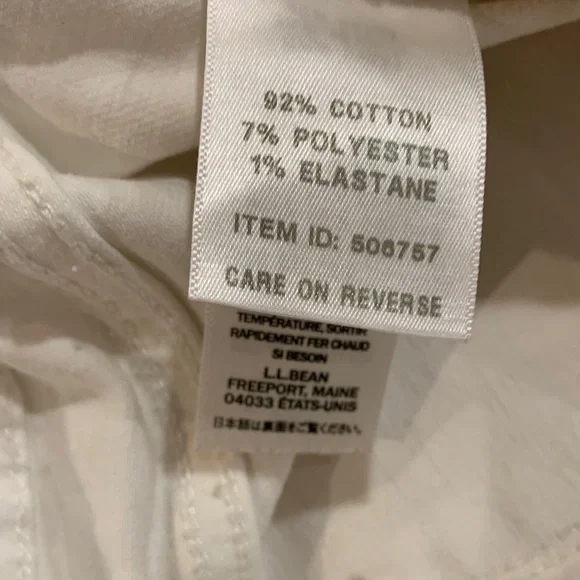 92% COTTON
7% POLYESTER
1% ELASTANE
ITEM ID: 506757
CARE ON REVERSE
TEMPÉRATURE, SORTIR
RAPIDEMENT FER CHAUD
SI BESOIN
L.L.BEAN
FREEPORT, MAINE
04033 ÉTATS-UNIS
日本語は裏面をご覧ください。